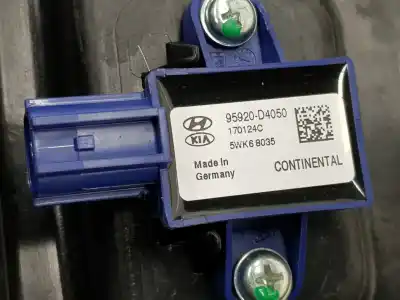 95920-D4050
170124C
KIA
5WK6 8035
Made in
Germany
CONTINENTAL